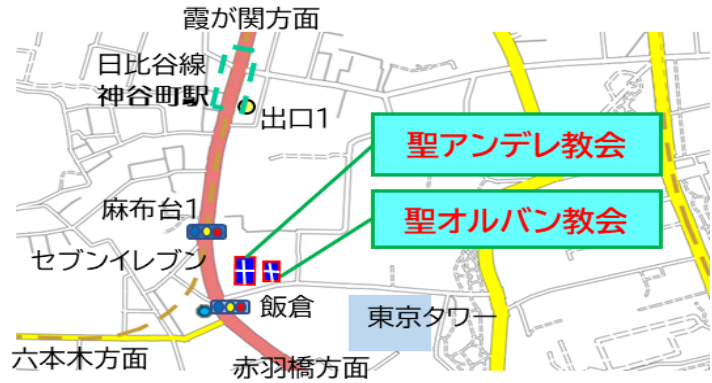 霞が関方面
日比谷線
神谷町駅
出口1
聖アンデレ教会
麻布台1
聖オルバン教会
セブンイレブン
飯倉
東京タワー
六本木方面
赤羽橋方面